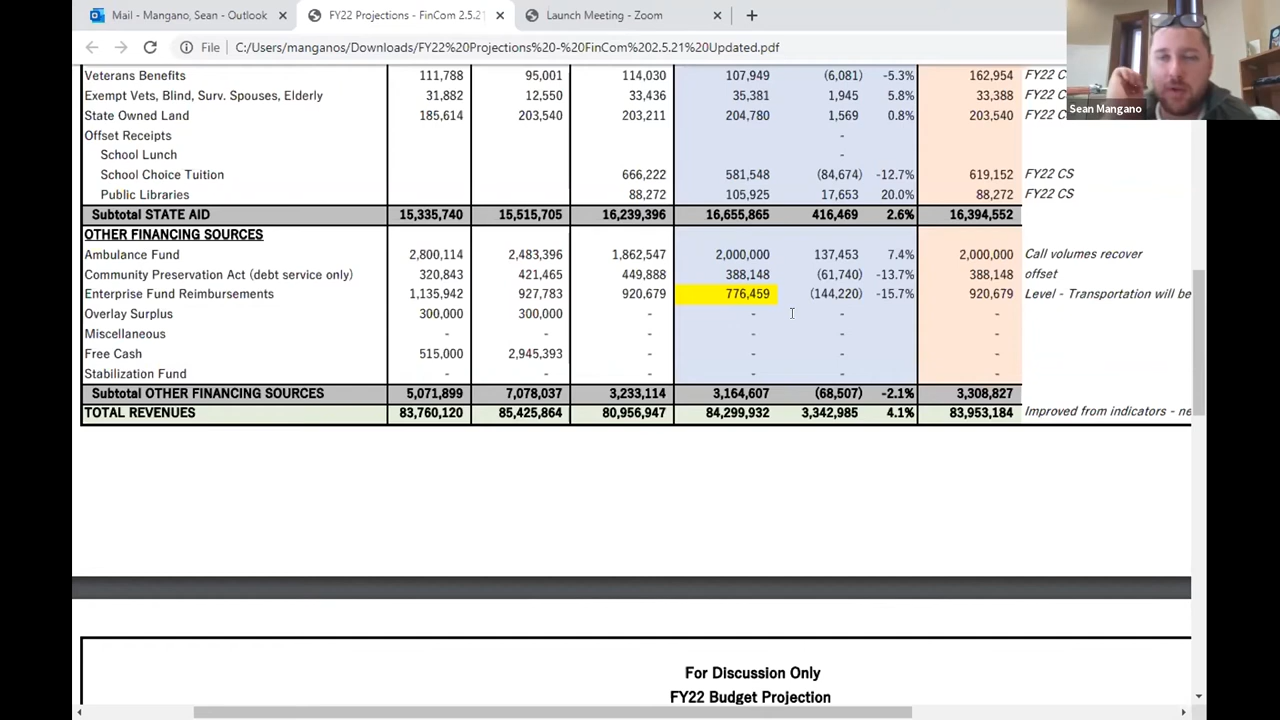 Mail - Mangano, Sean - Outlook
FY22 Projections - FinCom 2.5.21
Launch Meeting - Zoom
File C:/Users/manganos/Downloads/FY22%20Projections%20-%20FinCom%202.5.21%20Updated.pdf
Sean Mangano
Veterans Benefits 111,788 95,001 114,030 107,949 (6,081) -5.3% 162,954 FY22 C
Exempt Vets, Blind, Surv. Spouses, Elderly 31,882 12,550 33,436 35,381 1,945 5.8% 33,388 FY22 C
State Owned Land 185,614 203,540 203,211 204,780 1,569 0.8% 203,540 FY22 C
Offset Receipts -
School Lunch -
School Choice Tuition 666,222 581,548 (84,674) -12.7% 619,152 FY22 CS
Public Libraries 88,272 105,925 17,653 20.0% 88,272 FY22 CS
Subtotal STATE AID 15,335,740 15,515,705 16,239,396 16,655,865 416,469 2.6% 16,394,552
OTHER FINANCING SOURCES
Ambulance Fund 2,800,114 2,483,396 1,862,547 2,000,000 137,453 7.4% 2,000,000 Call volumes recover
Community Preservation Act (debt service only) 320,843 421,465 449,888 388,148 (61,740) -13.7% 388,148 offset
Enterprise Fund Reimbursements 1,135,942 927,783 920,679 776,459 (144,220) -15.7% 920,679 Level - Transportation will be
Overlay Surplus 300,000 300,000 - - - -
Miscellaneous - - - - - -
Free Cash 515,000 2,945,393 - - - -
Stabilization Fund - - - - - -
Subtotal OTHER FINANCING SOURCES 5,071,899 7,078,037 3,233,114 3,164,607 (68,507) -2.1% 3,308,827
TOTAL REVENUES 83,760,120 85,425,864 80,956,947 84,299,932 3,342,985 4.1% 83,953,184 Improved from indicators - ne
For Discussion Only
FY22 Budget Projection